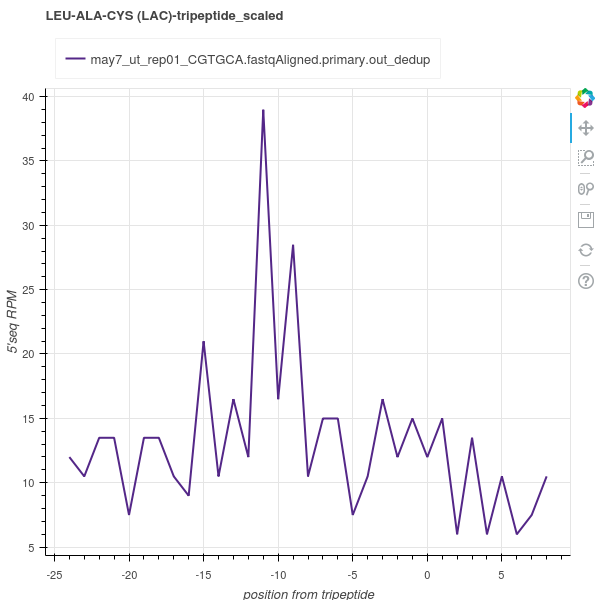 LEU-ALA-CYS (LAC)-tripeptide_scaled
may7_ut_rep01_CGTGCA.fastqAligned.primary.out_dedup
40
35
30
25
20
15
10
5
5'seq RPM
-25 -20 -15 -10 -5 0 5
position from tripeptide